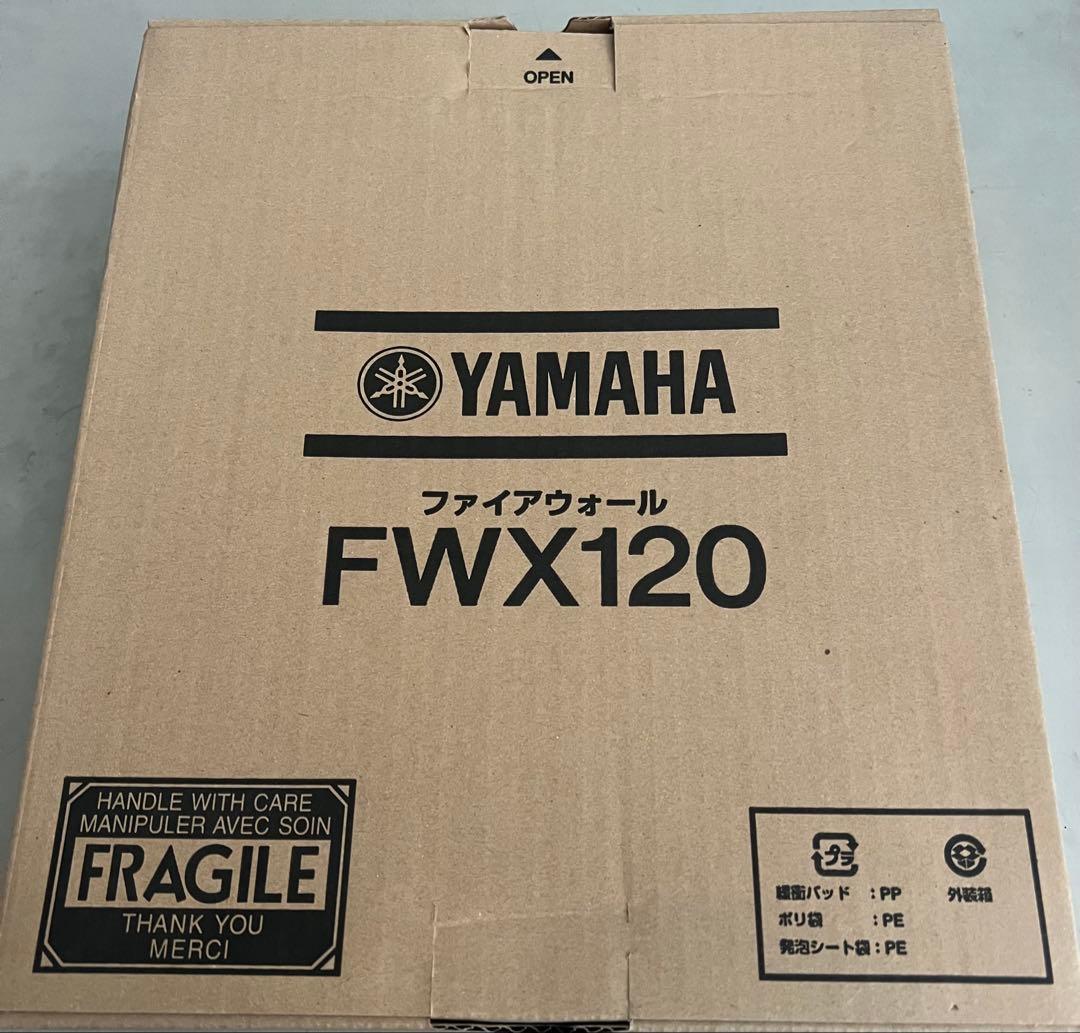 OPEN
YAMAHA
ファイアウォール
FWX120
HANDLE WITH CARE
MANIPULER AVEC SOIN
FRAGILE
THANK YOU
MERCI
プラ
緩衝パッド :PP
ポリ袋 :PE
発泡シート袋:PE
外装箱